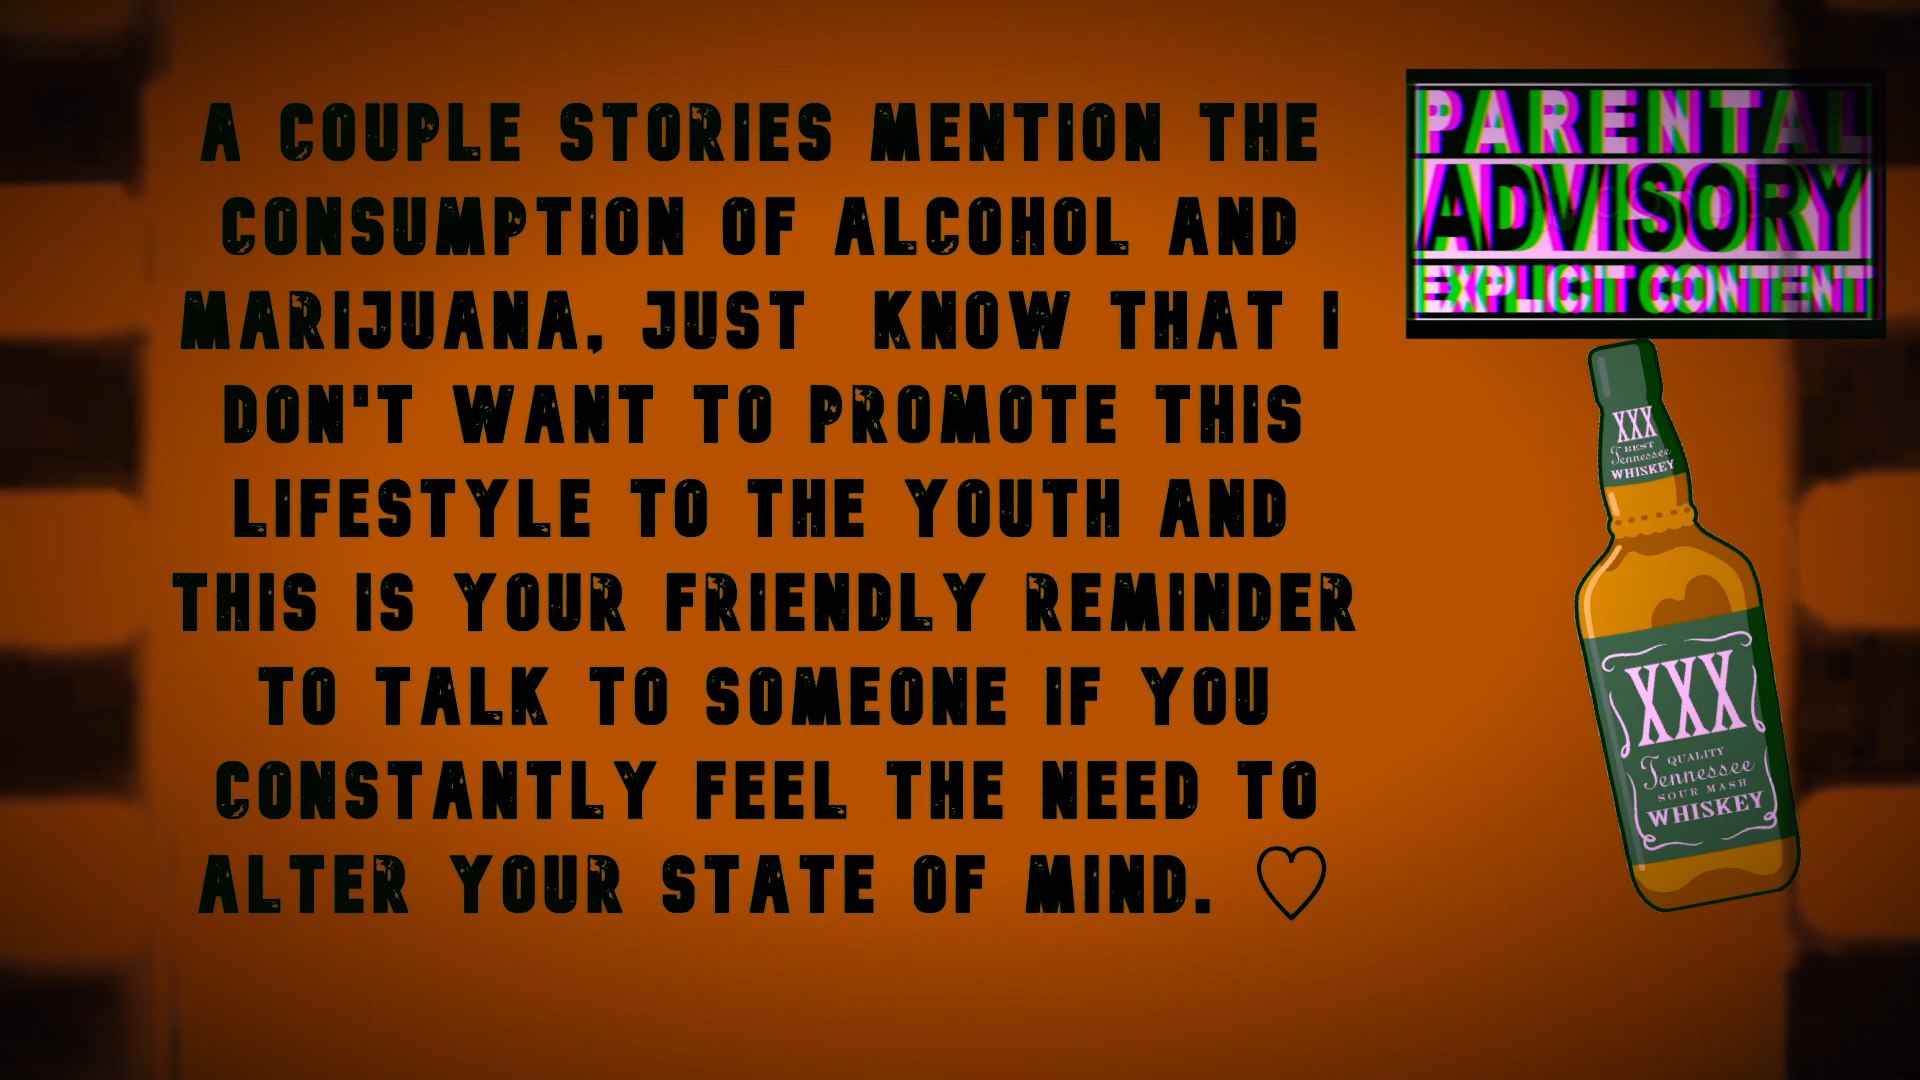 A COUPLE STORIES MENTION THE
CONSUMPTION OF ALCOHOL AND
MARIJUANA, JUST  KNOW THAT I
DON'T WANT TO PROMOTE THIS
LIFESTYLE TO THE YOUTH AND
THIS IS YOUR FRIENDLY REMINDER
TO TALK TO SOMEONE IF YOU
CONSTANTLY FEEL THE NEED TO
ALTER YOUR STATE OF MIND. ♡
PARENTAL
ADVISORY
EXPLICIT CONTENT
XXX
BEST
Tennessee
WHISKEY
XXX
QUALITY
Tennessee
SOUR MASH
WHISKEY